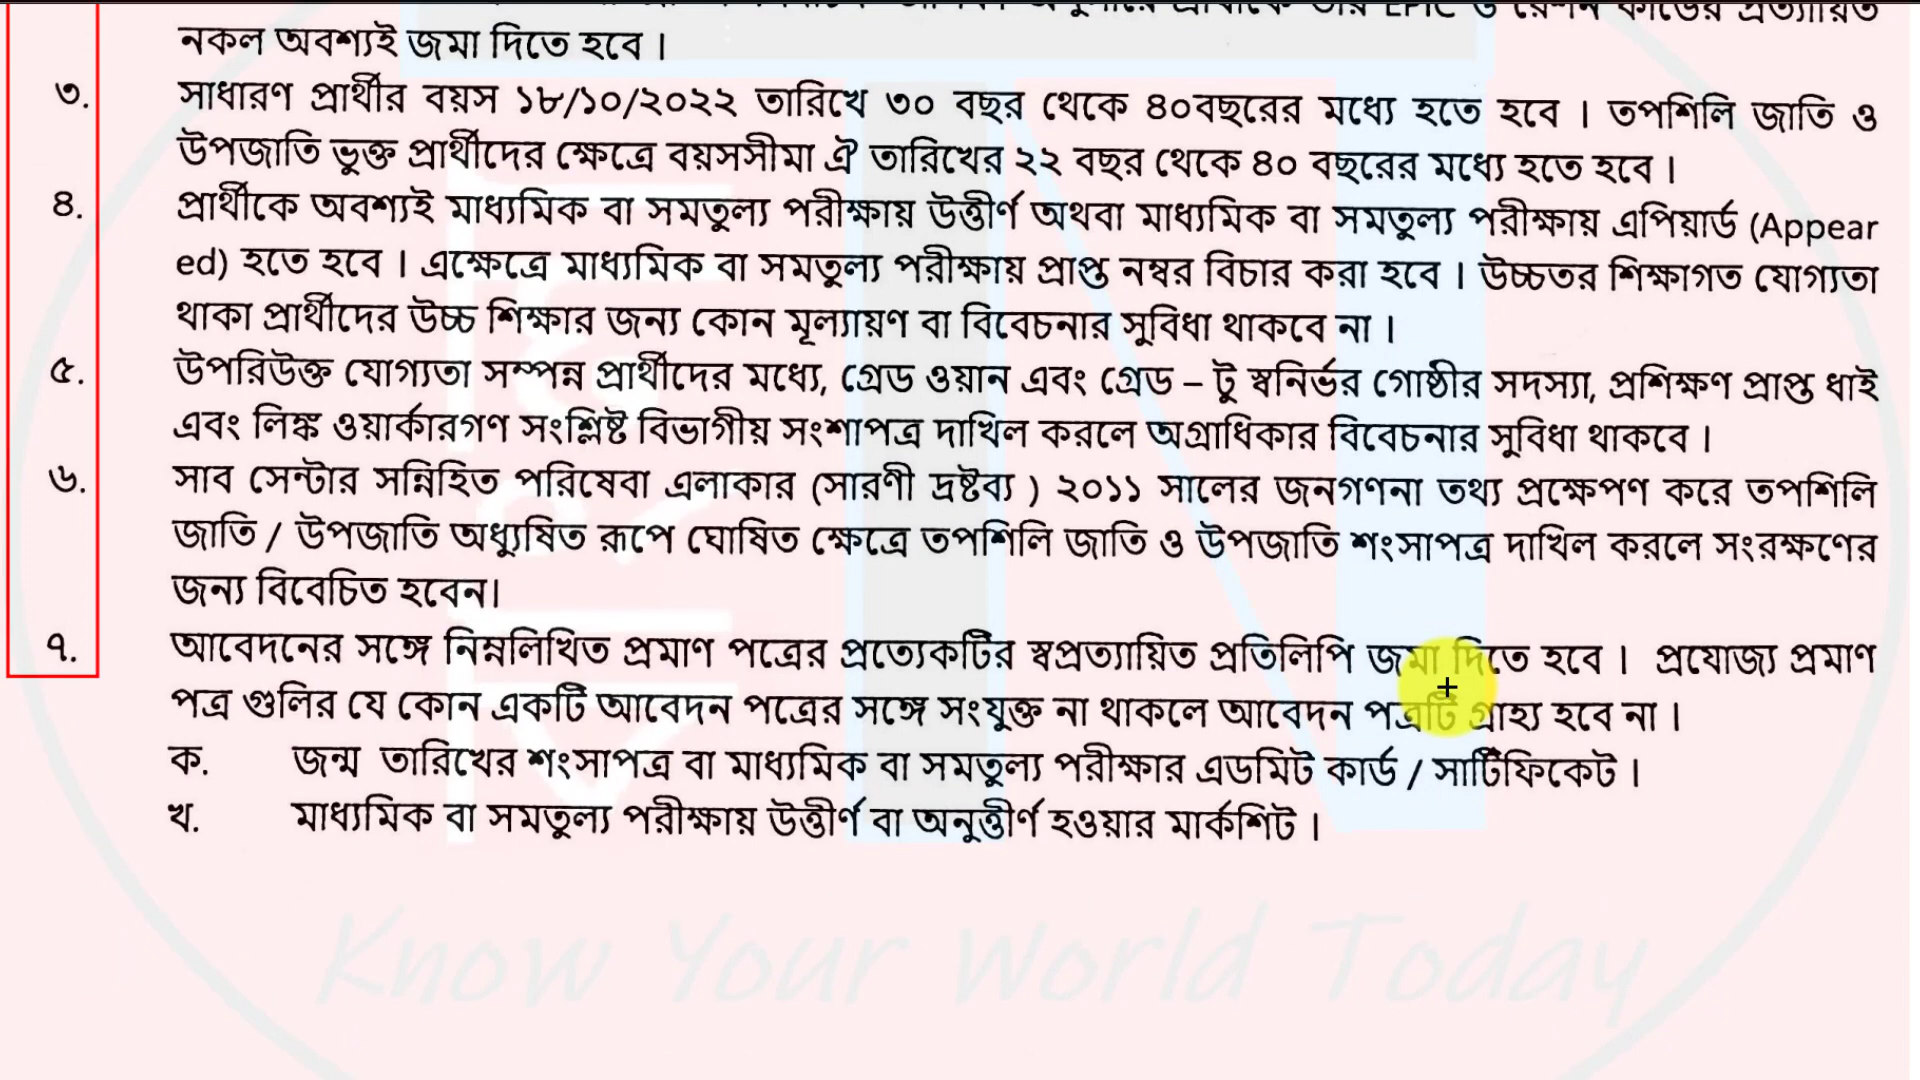 EPIC ও রেশন কার্ডের প্রত্যায়িত
নকল অবশ্যই জমা দিতে হবে ।
৩. সাধারণ প্রার্থীর বয়স ১৮/১০/২০২২ তারিখে ৩০ বছর থেকে ৪০বছরের মধ্যে হতে হবে । তপশিলি জাতি ও
উপজাতি ভুক্ত প্রার্থীদের ক্ষেত্রে বয়সসীমা ঐ তারিখের ২২ বছর থেকে ৪০ বছরের মধ্যে হতে হবে ।
৪. প্রার্থীকে অবশ্যই মাধ্যমিক বা সমতুল্য পরীক্ষায় উত্তীর্ণ অথবা মাধ্যমিক বা সমতুল্য পরীক্ষায় এপিয়ার্ড (Appear
ed) হতে হবে । এক্ষেত্রে মাধ্যমিক বা সমতুল্য পরীক্ষায় প্রাপ্ত নম্বর বিচার করা হবে । উচ্চতর শিক্ষাগত যোগ্যতা
থাকা প্রার্থীদের উচ্চ শিক্ষার জন্য কোন মূল্যায়ণ বা বিবেচনার সুবিধা থাকবে না ।
৫. উপরিউক্ত যোগ্যতা সম্পন্ন প্রার্থীদের মধ্যে, গ্রেড ওয়ান এবং গ্রেড – টু স্বনির্ভর গোষ্ঠীর সদস্যা, প্রশিক্ষণ প্রাপ্ত ধাই
এবং লিঙ্ক ওয়ার্কারগণ সংশ্লিষ্ট বিভাগীয় সংশাপত্র দাখিল করলে অগ্রাধিকার বিবেচনার সুবিধা থাকবে ।
৬. সাব সেন্টার সন্নিহিত পরিষেবা এলাকার (সারণী দ্রষ্টব্য ) ২০১১ সালের জনগণনা তথ্য প্রক্ষেপণ করে তপশিলি
জাতি / উপজাতি অধ্যুষিত রূপে ঘোষিত ক্ষেত্রে তপশিলি জাতি ও উপজাতি শংসাপত্র দাখিল করলে সংরক্ষণের
জন্য বিবেচিত হবেন।
৭. আবেদনের সঙ্গে নিম্নলিখিত প্রমাণ পত্রের প্রত্যেকটির স্বপ্রত্যায়িত প্রতিলিপি জমা দিতে হবে । প্রযোজ্য প্রমাণ
পত্র গুলির যে কোন একটি আবেদন পত্রের সঙ্গে সংযুক্ত না থাকলে আবেদন পত্রটি গ্রাহ্য হবে না ।
ক. জন্ম তারিখের শংসাপত্র বা মাধ্যমিক বা সমতুল্য পরীক্ষার এডমিট কার্ড / সার্টিফিকেট ।
খ. মাধ্যমিক বা সমতুল্য পরীক্ষায় উত্তীর্ণ বা অনুত্তীর্ণ হওয়ার মার্কশিট ।
Know Your World Today